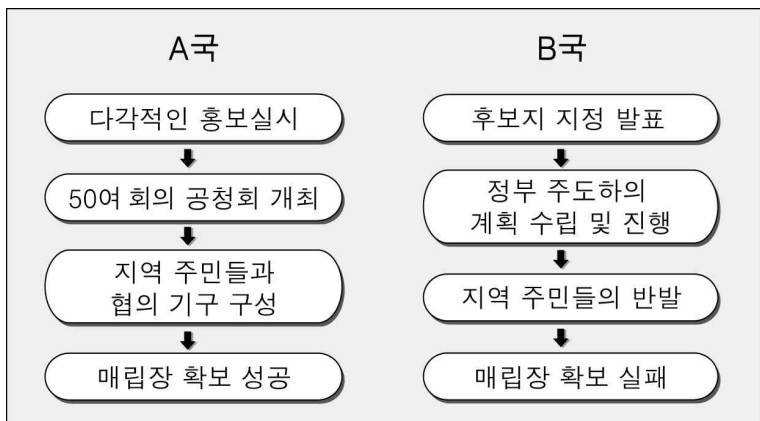 A국
다각적인 홍보실시
50여 회의 공청회 개최
지역 주민들과
협의 기구 구성
매립장 확보 성공
B국
후보지 지정 발표
정부 주도하의
계획 수립 및 진행
지역 주민들의 반발
매립장 확보 실패